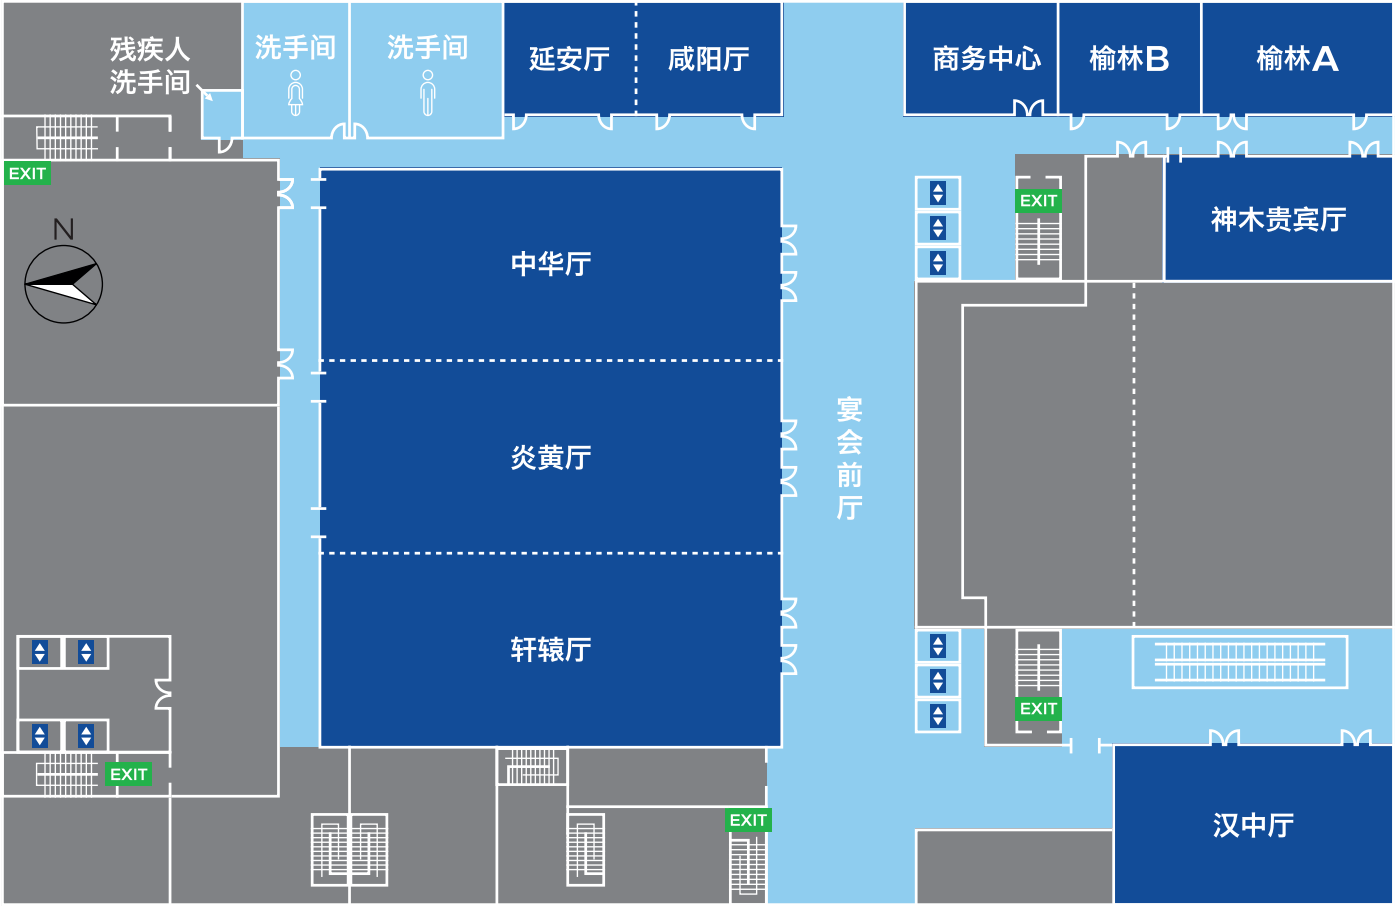 残疾人
洗手间
洗手间
洗手间
延安厅
咸阳厅
商务中心
榆林B
榆林A
EXIT
EXIT
N
神木贵宾厅
中华厅
炎黄厅
宴
会
前
厅
轩辕厅
EXIT
EXIT
EXIT
汉中厅